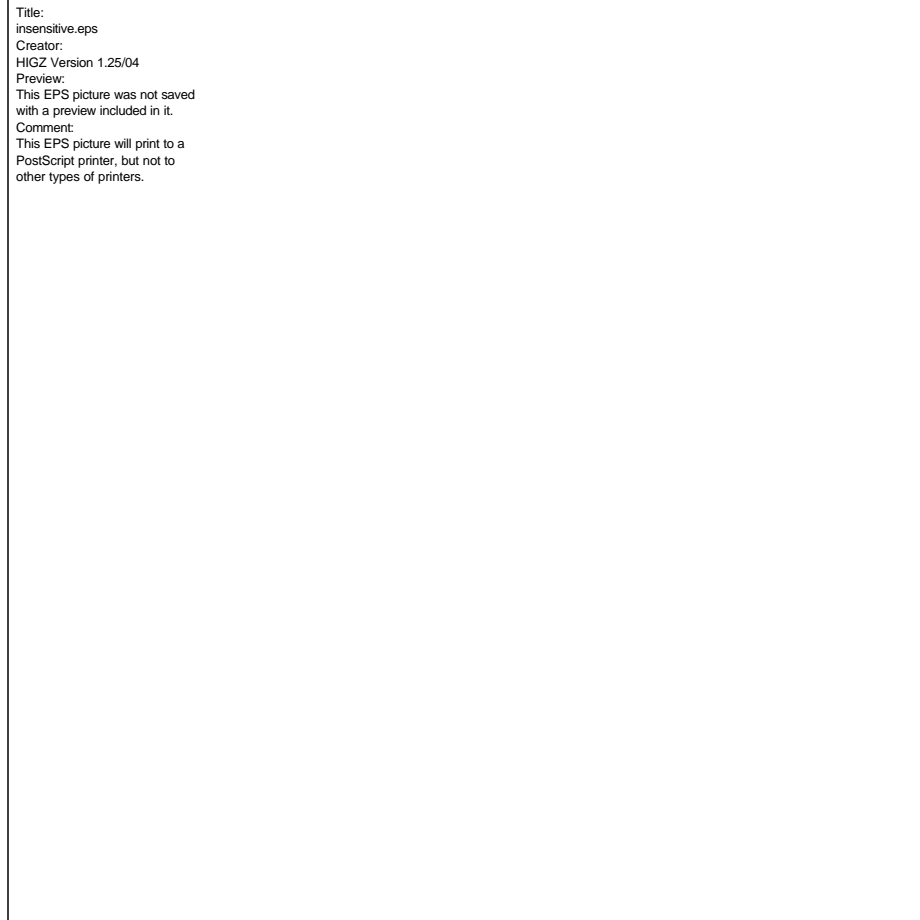 Title:
insensitive.eps
Creator:
HIGZ Version 1.25/04
Preview:
This EPS picture was not saved
with a preview included in it.
Comment:
This EPS picture will print to a
PostScript printer, but not to
other types of printers.